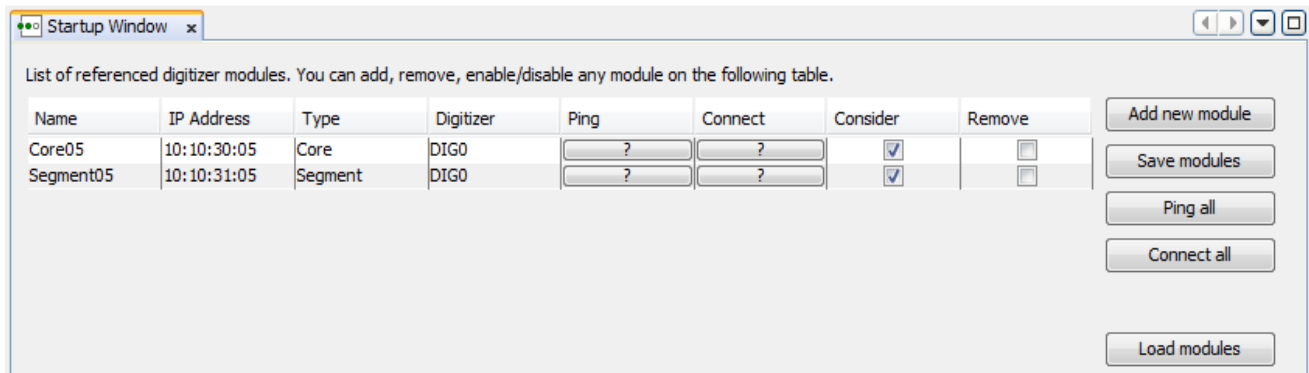 Startup Window x
List of referenced digitizer modules. You can add, remove, enable/disable any module on the following table.
Name IP Address Type Digitizer Ping Connect Consider Remove
Core05 10:10:30:05 Core DIG0 ? ?
Segment05 10:10:31:05 Segment DIG0 ? ?
Add new module
Save modules
Ping all
Connect all
Load modules